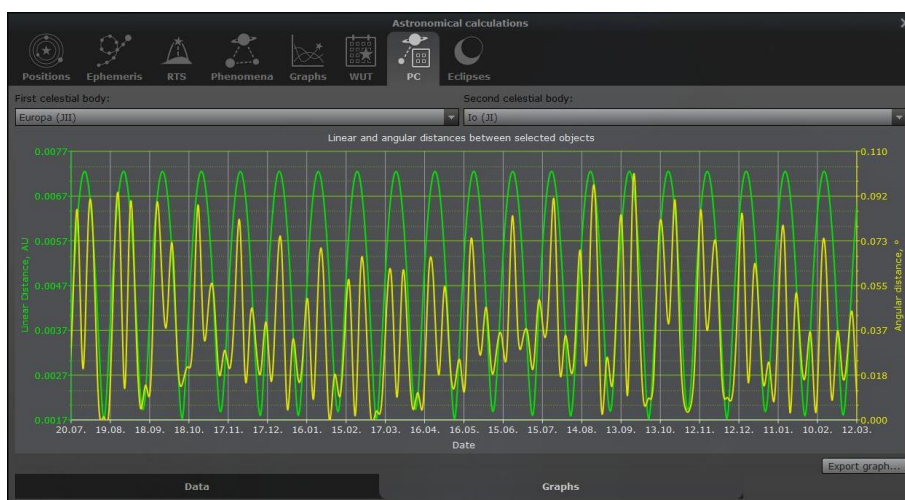 Astronomical calculations
Positions Ephemeris RTS Phenomena Graphs WUT PC Eclipses
First celestial body: Second celestial body:
Europa (JII) Io (JI)
Linear and angular distances between selected objects
0.0077 0.110
0.0067 0.092
0.0057 0.073
0.0047 0.055
0.0037 0.037
0.0027 0.018
0.0017 0.000
Linear Distance, AU
Angular distance, °
20.07. 19.08. 18.09. 18.10. 17.11. 17.12. 16.01. 15.02. 17.03. 16.04. 16.05. 15.06. 15.07. 14.08. 13.09. 13.10. 12.11. 12.12. 11.01. 10.02. 12.03.
Date
Export graph...
Data Graphs